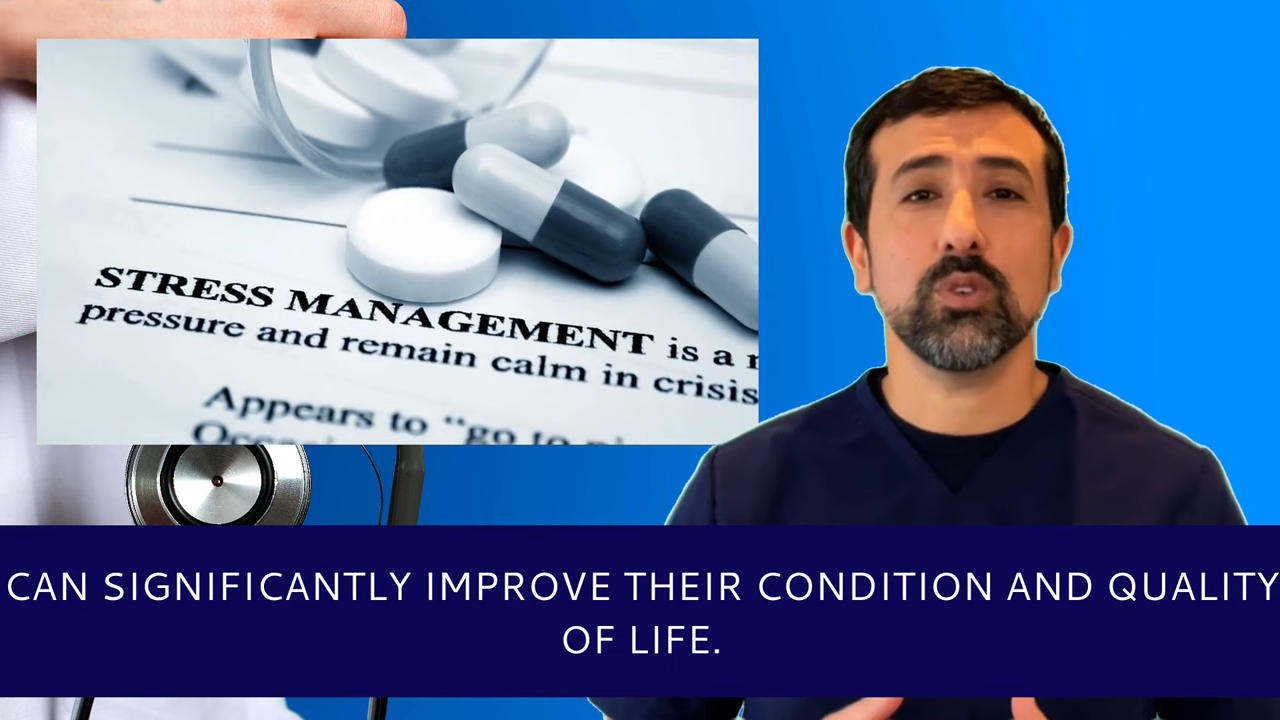 STRESS MANAGEMENT is a
pressure and remain calm in crisis
Appears to "go to
CAN SIGNIFICANTLY IMPROVE THEIR CONDITION AND QUALITY
OF LIFE.